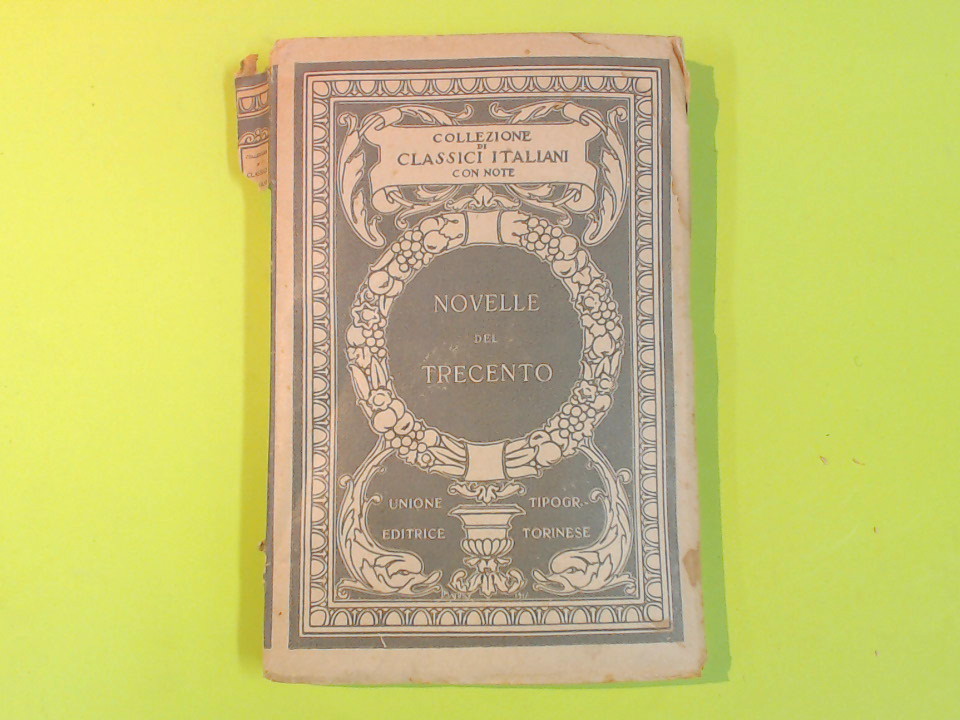 COLLEZIONE
DI
CLASSICI ITALIANI
CON NOTE
NOVELLE
DEL
TRECENTO
UNIONE TIPOGR.-
EDITRICE TORINESE